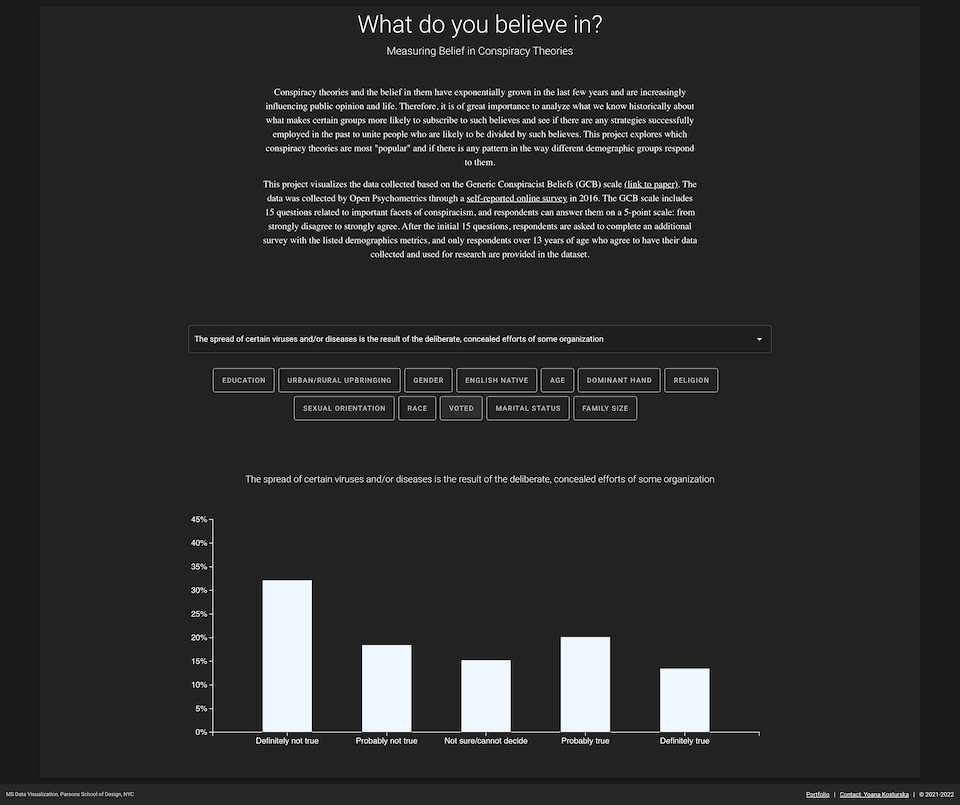 What do you believe in?
Measuring Belief in Conspiracy Theories
Conspiracy theories and the belief in them have exponentially grown in the last few years and are increasingly
influencing public opinion and life. Therefore, it is of great importance to analyze what we know historically about
what makes certain groups more likely to subscribe to such believes and see if there are any strategies successfully
employed in the past to unite people who are likely to be divided by such believes. This project explores which
conspiracy theories are most "popular" and if there is any pattern in the way different demographic groups respond
to them.
This project visualizes the data collected based on the Generic Conspiracist Beliefs (GCB) scale (link to paper). The
data was collected by Open Psychometrics through a self-reported online survey in 2016. The GCB scale includes
15 questions related to important facets of conspiracism, and respondents can answer them on a 5-point scale: from
strongly disagree to strongly agree. After the initial 15 questions, respondents are asked to complete an additional
survey with the listed demographics metrics, and only respondents over 13 years of age who agree to have their data
collected and used for research are provided in the dataset.
The spread of certain viruses and/or diseases is the result of the deliberate, concealed efforts of some organization
EDUCATION URBAN/RURAL UPBRINGING GENDER ENGLISH NATIVE AGE DOMINANT HAND RELIGION
SEXUAL ORIENTATION RACE VOTED MARITAL STATUS FAMILY SIZE
The spread of certain viruses and/or diseases is the result of the deliberate, concealed efforts of some organization
45%
40%
35%
30%
25%
20%
15%
10%
5%
0%
Definitely not true Probably not true Not sure/cannot decide Probably true Definitely true
MS Data Visualization, Parsons School of Design, NYC
Portfolio | Contact: Yoana Kosturska | © 2021-2022